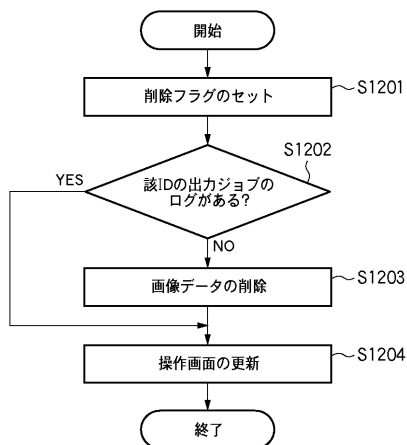 開始
削除フラグのセット
S1201
S1202
該IDの出力ジョブの
ログがある?
YES
NO
画像データの削除
S1203
操作画面の更新
S1204
終了